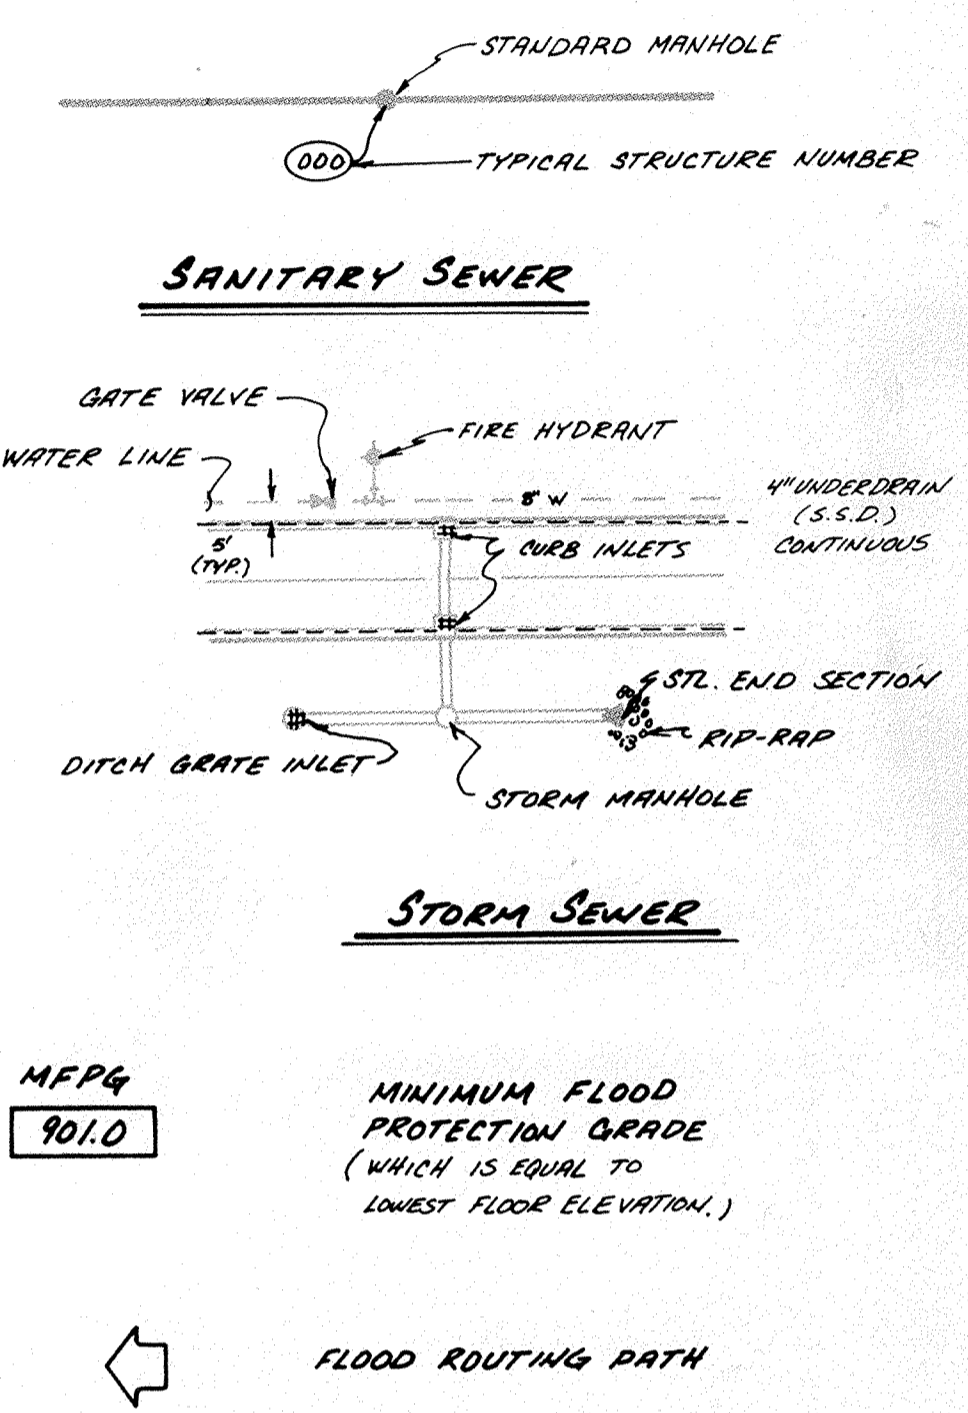 STANDARD MANHOLE
000
TYPICAL STRUCTURE NUMBER
SANITARY SEWER
GATE VALVE
FIRE HYDRANT
WATER LINE
8" W
4" UNDERDRAIN
(S.S.D.)
CONTINUOUS
5'
(TYP.)
CURB INLETS
STL. END SECTION
RIP-RAP
DITCH GRATE INLET
STORM MANHOLE
STORM SEWER
MFPG
901.0
MINIMUM FLOOD
PROTECTION GRADE
(WHICH IS EQUAL TO
LOWEST FLOOR ELEVATION.)
FLOOD ROUTING PATH